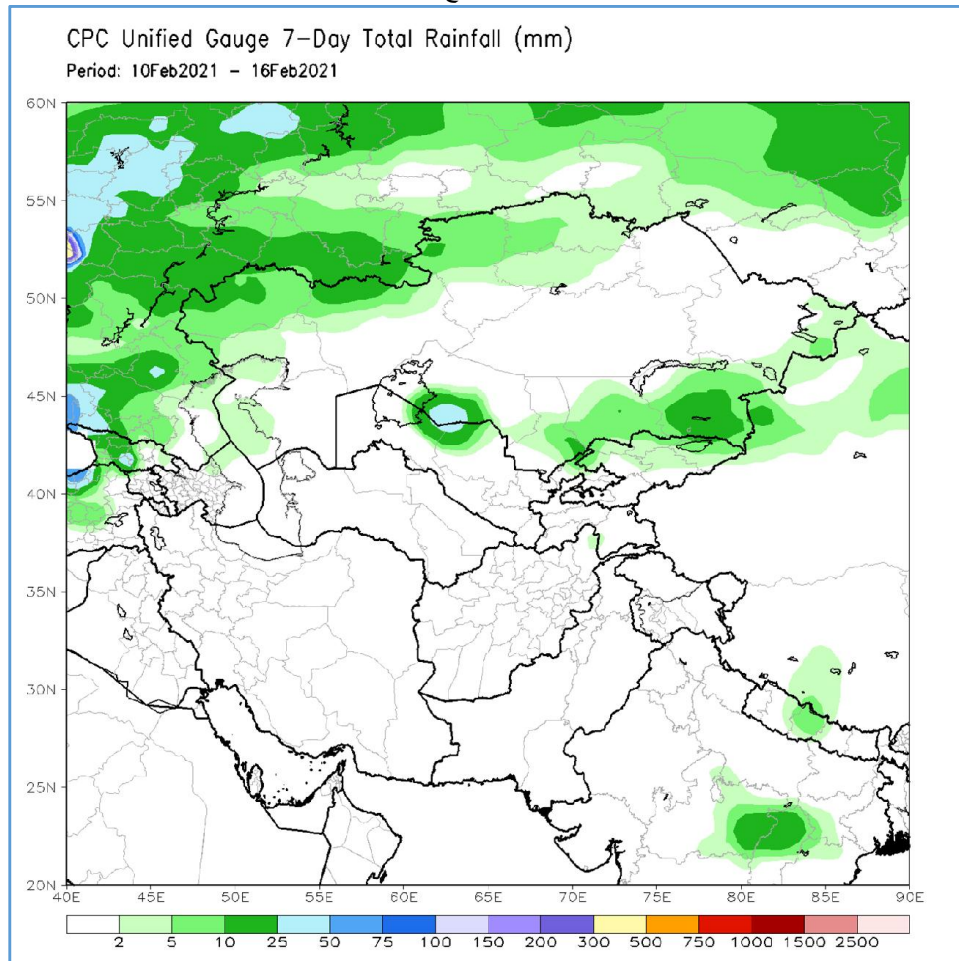 CPC Unified Gauge 7-Day Total Rainfall (mm)
Period: 10Feb2021 - 16Feb2021
60N
55N
50N
45N
40N
35N
30N
25N
20N
40E 45E 50E 55E 60E 65E 70E 75E 80E 85E 90E
2 5 10 25 50 75 100 150 200 300 500 750 1000 1500 2500